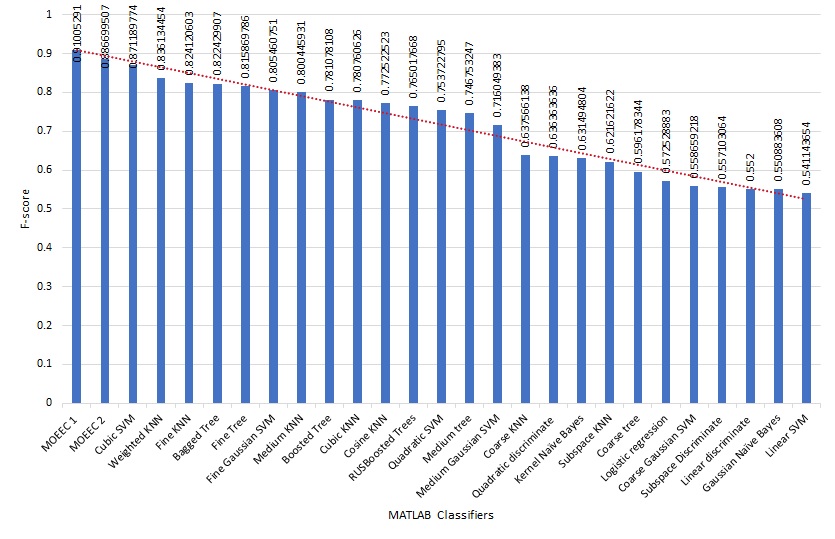 1
0.9
0.8
0.7
0.6
0.5
0.4
0.3
0.2
0.1
0
F-score
0.91005291
0.886699507
0.871189774
0.836134454
0.824120603
0.822429907
0.815869786
0.805460751
0.800445931
0.781078108
0.780760626
0.772522523
0.765017668
0.753722795
0.746753247
0.716049383
0.637566138
0.636363636
0.631494804
0.621621622
0.596178344
0.572528883
0.558659218
0.557103064
0.552
0.550883608
0.541143654
MOEEC 1
MOEEC 2
Cubic SVM
Weighted KNN
Fine KNN
Bagged Tree
Fine Tree
Fine Gaussian SVM
Medium KNN
Boosted Tree
Cubic KNN
Cosine KNN
RUSBoosted Trees
Quadratic SVM
Medium tree
Medium Gaussian SVM
Coarse KNN
Quadratic discriminate
Kernel Naïve Bayes
Subspace KNN
Coarse tree
Logistic regression
Coarse Gaussian SVM
Subspace Discriminate
Linear discriminate
Gaussian Naïve Bayes
Linear SVM
MATLAB Classifiers